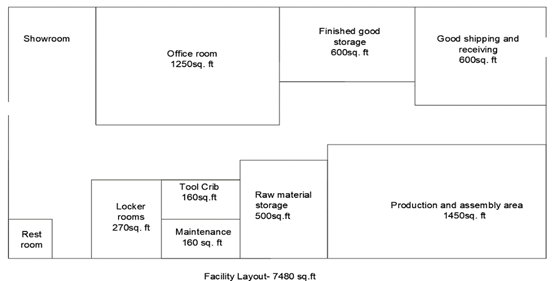 Showroom
Office room
1250sq. ft
Finished good
storage
600sq. ft
Good shipping and
receiving
600sq. ft
Rest
room
Locker
rooms
270sq. ft
Tool Crib
160sq.ft
Maintenance
160 sq. ft
Raw material
storage
500sq.ft
Production and assembly area
1450sq. ft
Facility Layout- 7480 sq.ft